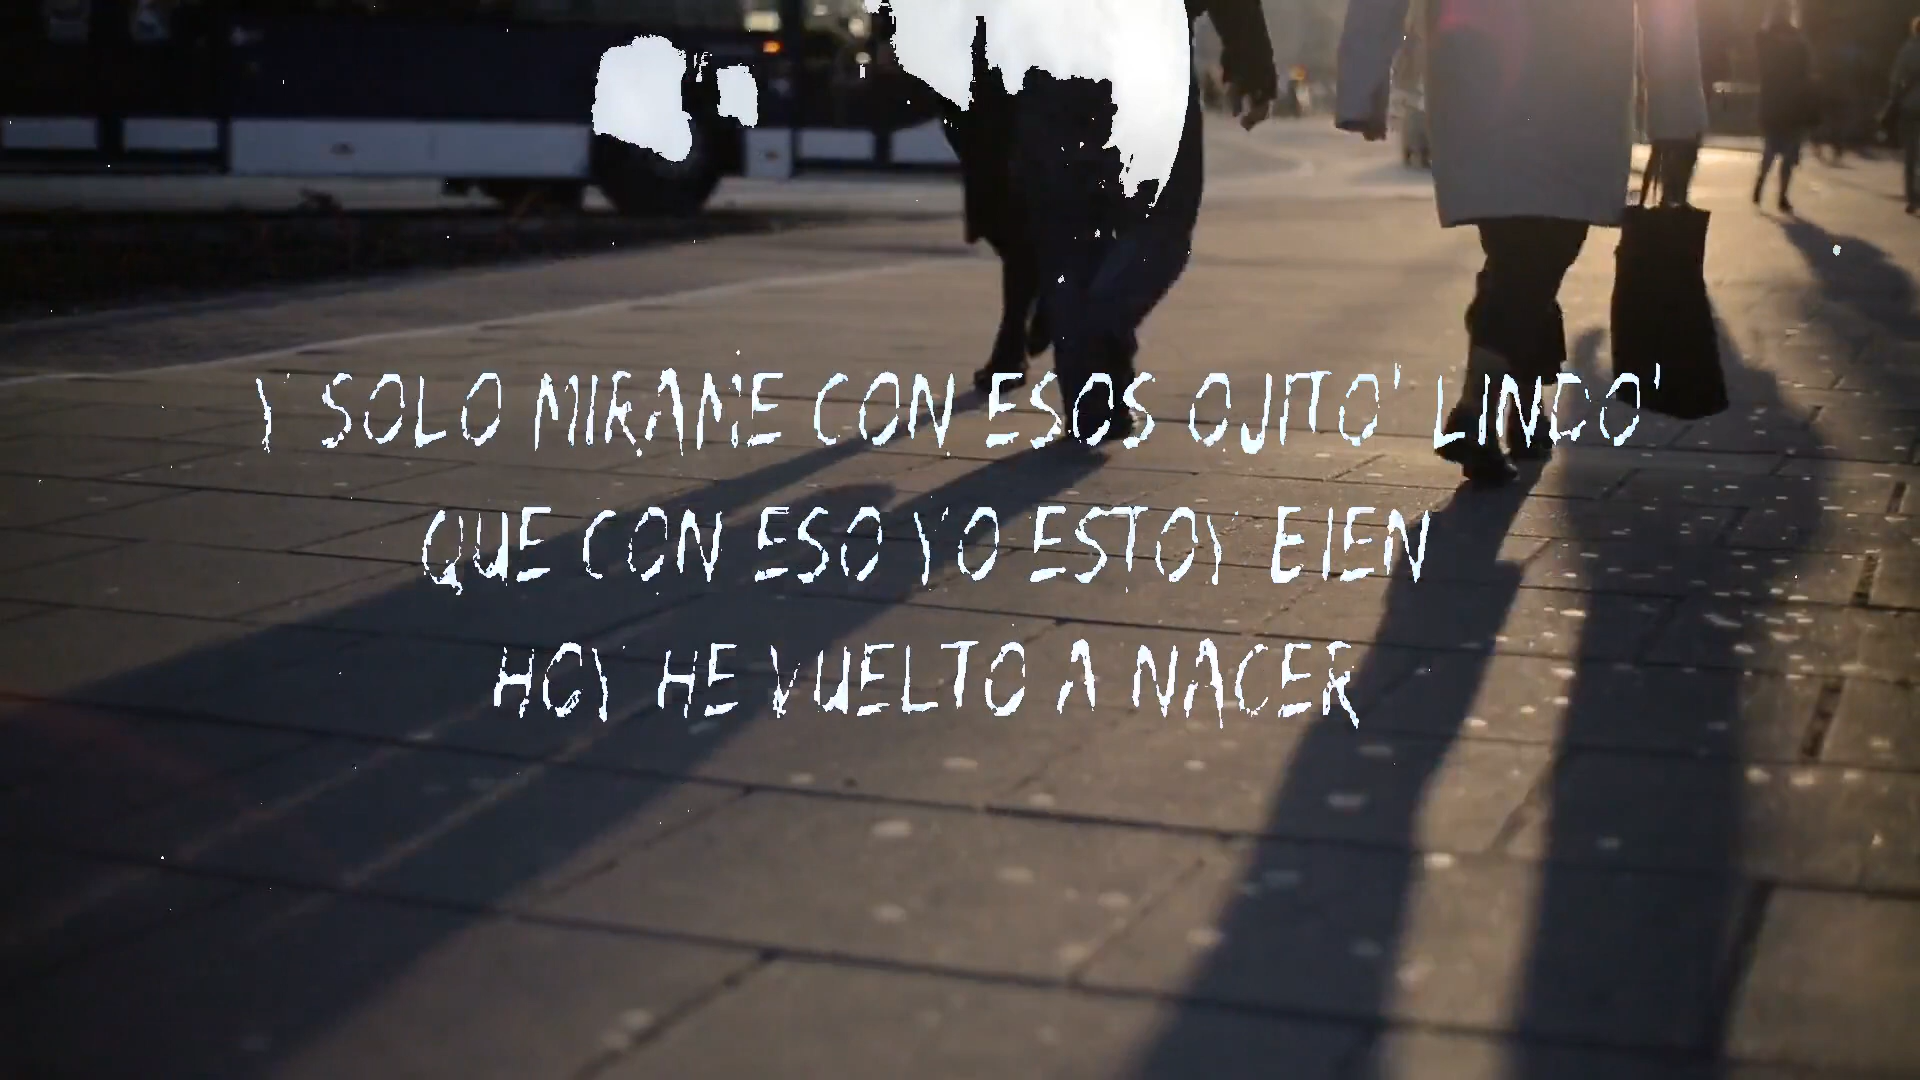 Y SOLO MIRAME CON ESOS OJITO' LINDO'
QUE CON ESO YO ESTOY BIEN
HOY HE VUELTO A NACER